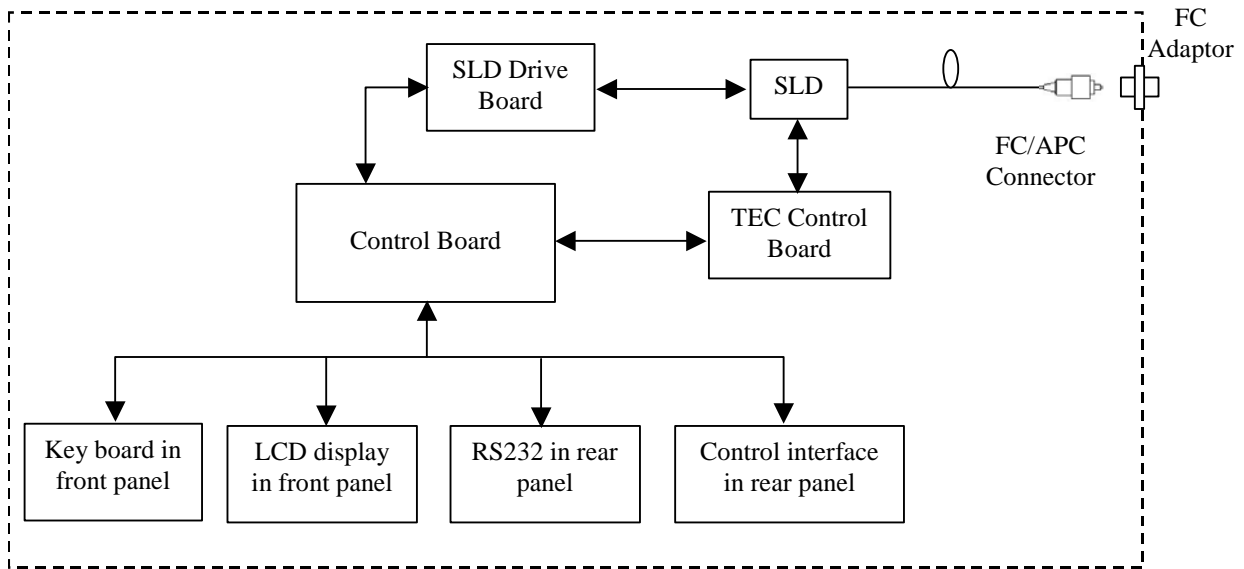 FC
Adaptor
SLD Drive
Board
SLD
FC/APC
Connector
Control Board
TEC Control
Board
Key board in
front panel
LCD display
in front panel
RS232 in rear
panel
Control interface
in rear panel